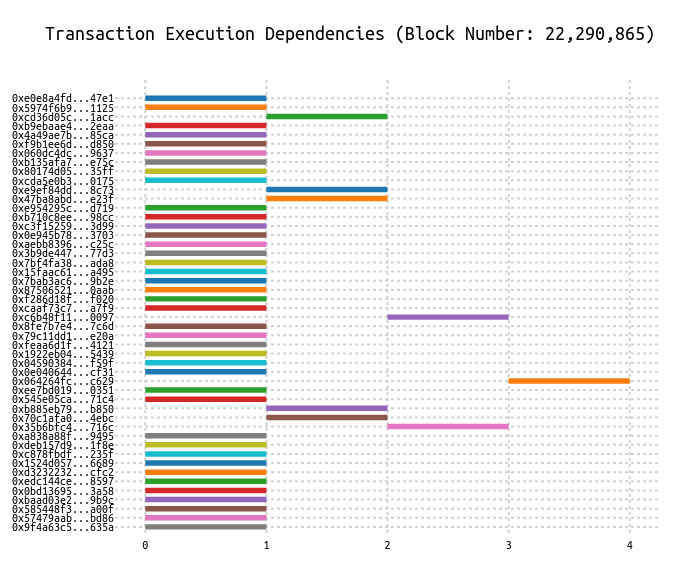 Transaction Execution Dependencies (Block Number: 22,290,865)
0xe0e8a4fd...47e1
0x5974f6b9...1125
0xcd36d05c...1acc
0xb9ebaae4...2eaa
0x4a49ae7b...85ca
0xf9b1ee6d...d850
0x060dc4dc...9637
0xb135afa7...e75c
0x80174d05...35ff
0xcda5e0b3...0175
0xe9ef84dd...8c73
0x47ba8abd...e23f
0xe954295c...d719
0xb710c8ee...98cc
0xc3f15259...3d99
0x0e945b78...3703
0xaebb8396...c25c
0x3b9de447...77d3
0x7bf4fa38...ada8
0x15faac61...a495
0x7bab3ac6...9b2e
0x87506521...0aab
0xf286d18f...f020
0xcaaf73c7...a7f9
0xc6b48f11...0097
0x8fe7b7e4...7c6d
0x79c11dd1...e20a
0xfeaa6d1f...4121
0x1922eb04...5439
0x04590384...f59f
0x0e040644...cf31
0x064264fc...c629
0xee7bd019...0351
0x545e05ca...71c4
0xb885eb79...b850
0x70c1afa0...4ebc
0x35b6bfc4...716c
0xa838a88f...9495
0xdeb157d9...1f8e
0xc878fbdf...235f
0x1524d057...6689
0xd3232232...cfc2
0xedc144ce...8597
0x0bd13695...3a58
0xbaad03e2...9b9c
0x585448f3...a00f
0x57479aab...bd86
0x9f4a63c5...635a
0 1 2 3 4